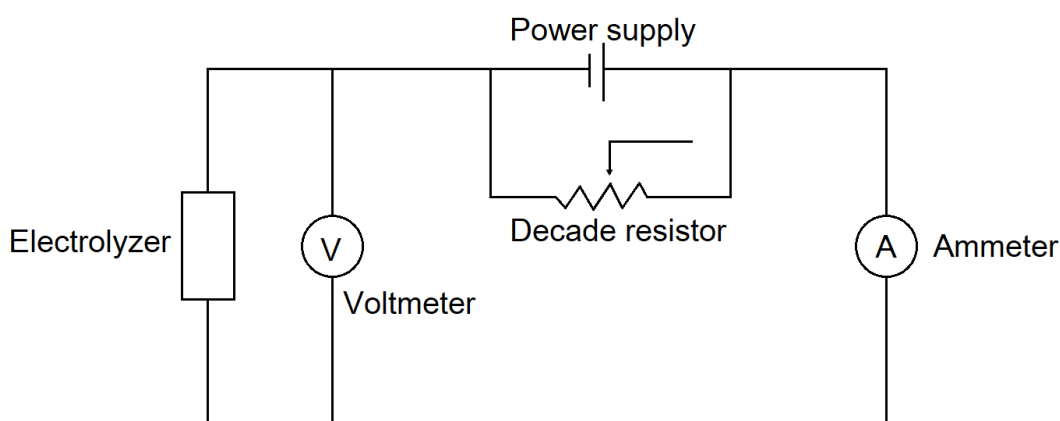 Power supply
Decade resistor
Electrolyzer
V
A
Ammeter
Voltmeter